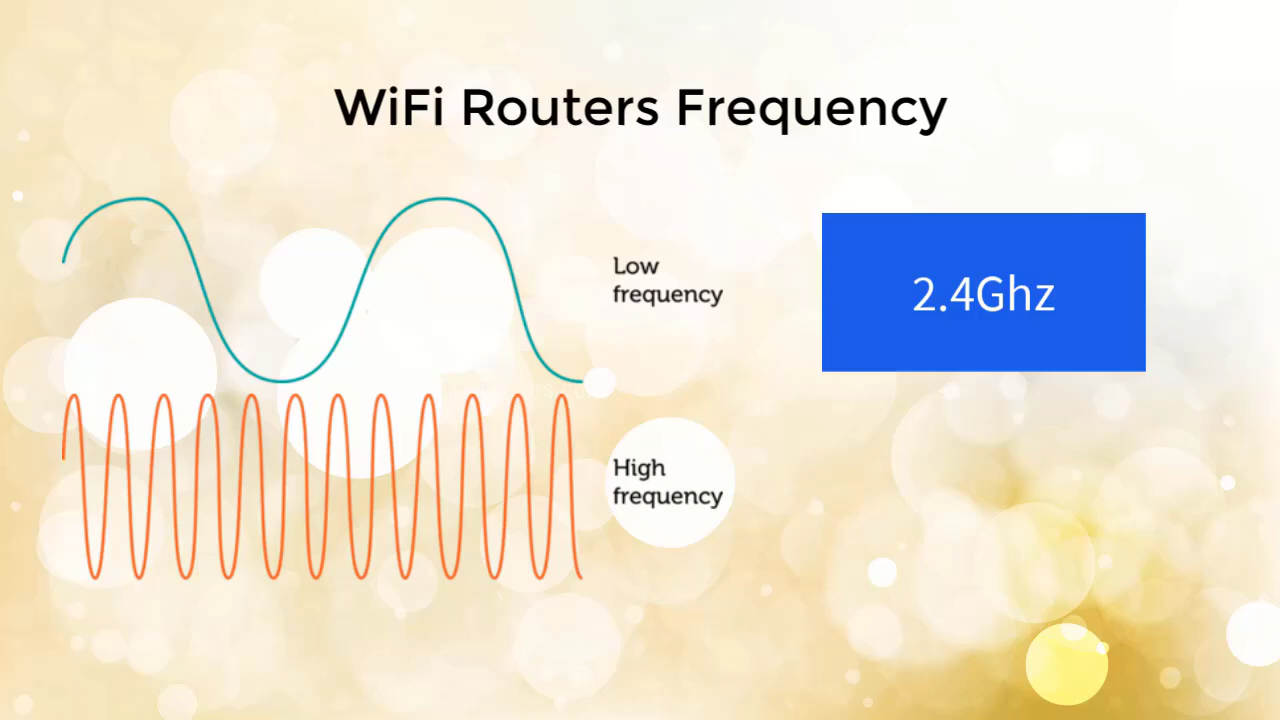 WiFi Routers Frequency
Low
frequency
2.4Ghz
High
frequency